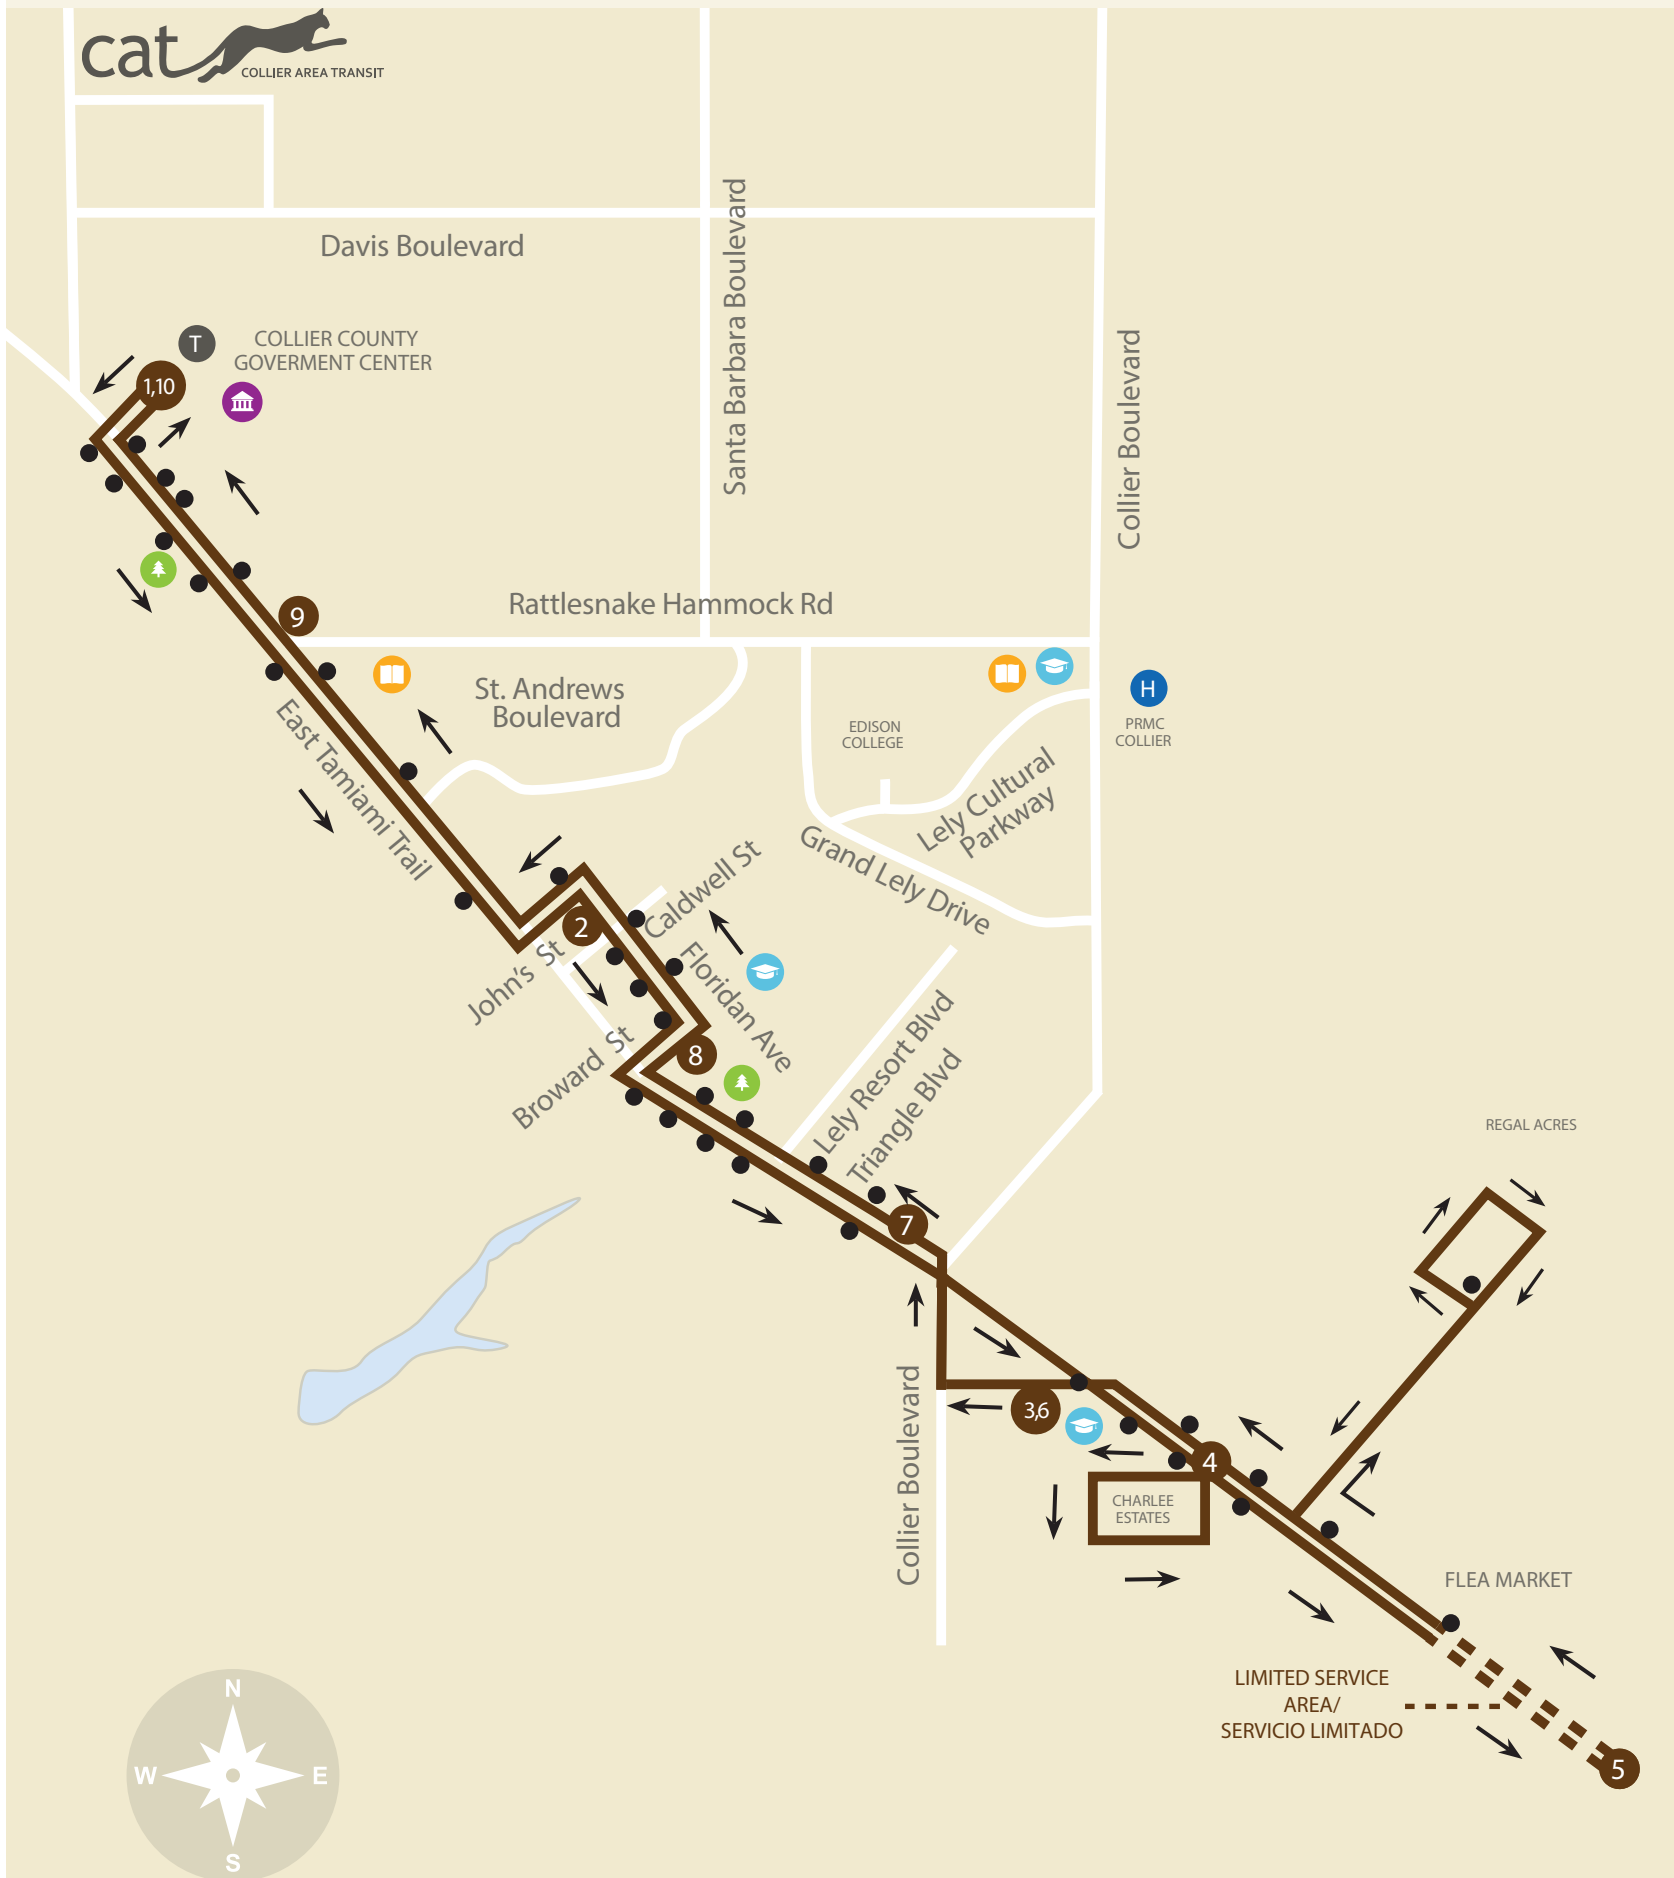 cat
COLLIER AREA TRANSIT
Davis Boulevard
Santa Barbara Boulevard
Collier Boulevard
T
COLLIER COUNTY
GOVERMENT CENTER
1,10
9
Rattlesnake Hammock Rd
St. Andrews
Boulevard
EDISON
COLLEGE
H
PRMC
COLLIER
East Tamiami Trail
Lely Cultural
Parkway
Grand Lely Drive
Caldwell St
2
John's St
Floridan Ave
Broward St
8
Lely Resort Blvd
Triangle Blvd
7
REGAL ACRES
Collier Boulevard
3,6
4
CHARLEE
ESTATES
FLEA MARKET
LIMITED SERVICE
AREA/
SERVICIO LIMITADO
5
N
W
E
S